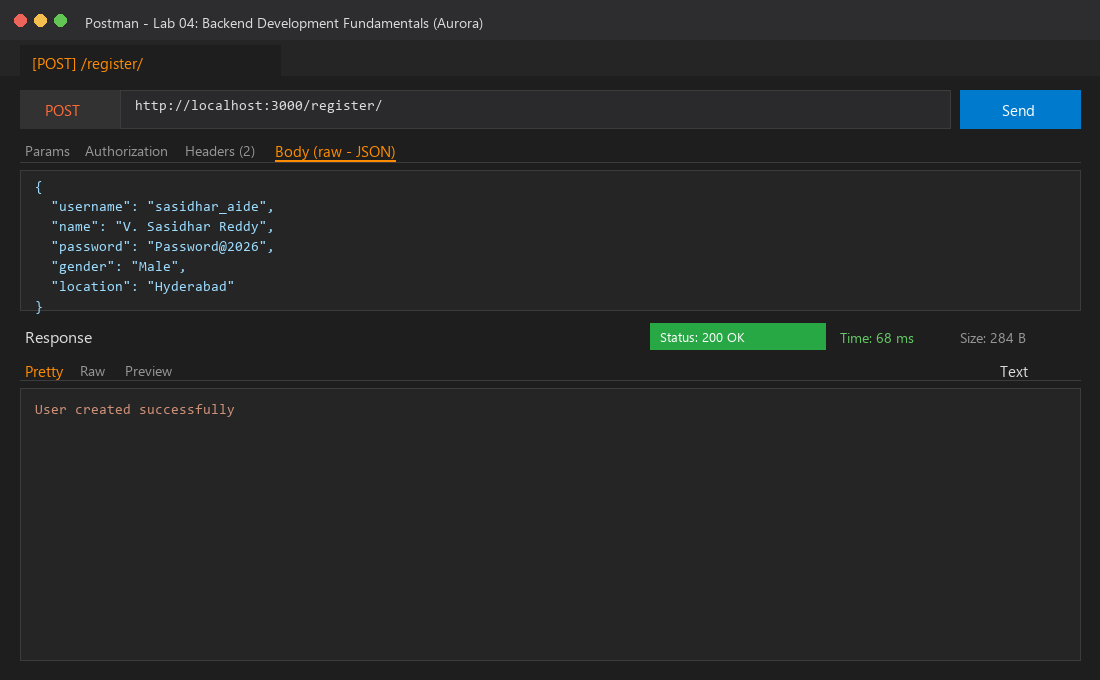 Postman - Lab 04: Backend Development Fundamentals (Aurora)
[POST] /register/
POST http://localhost:3000/register/ Send
Params Authorization Headers (2) Body (raw - JSON)
{
  "username": "sasidhar_aide",
  "name": "V. Sasidhar Reddy",
  "password": "Password@2026",
  "gender": "Male",
  "location": "Hyderabad"
}
Response Status: 200 OK Time: 68 ms Size: 284 B
Pretty Raw Preview Text
User created successfully